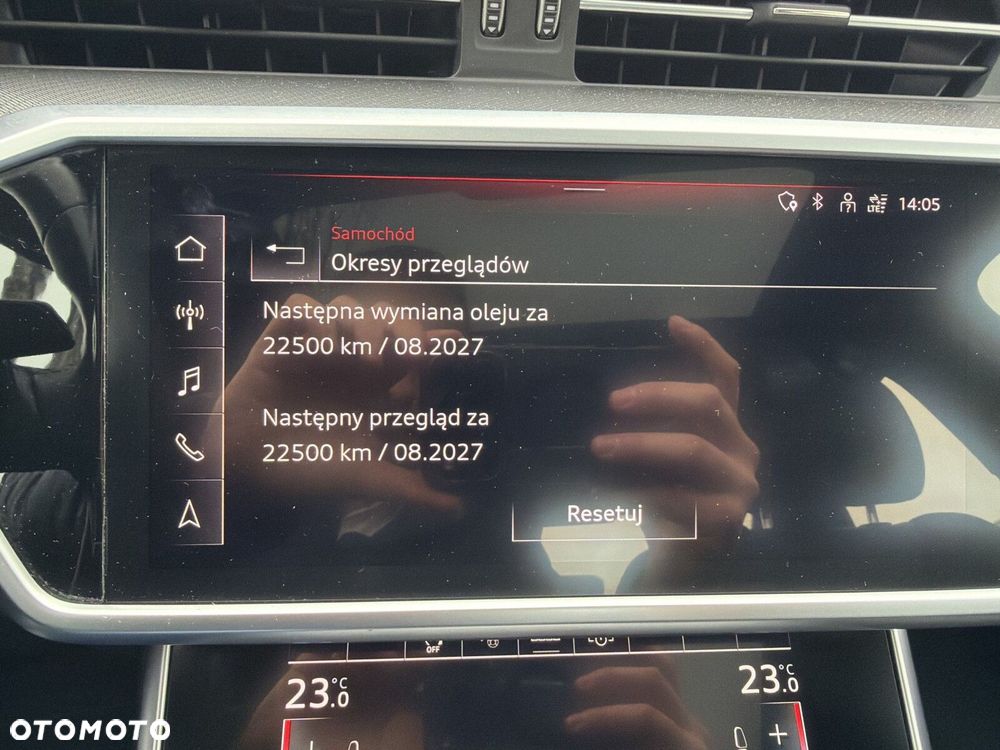 LTE
14:05
Samochód
Okresy przeglądów
Następna wymiana oleju za
22500 km / 08.2027
Następny przegląd za
22500 km / 08.2027
Resetuj
OFF
23.0 °C
23.0 °C
OTOMOTO